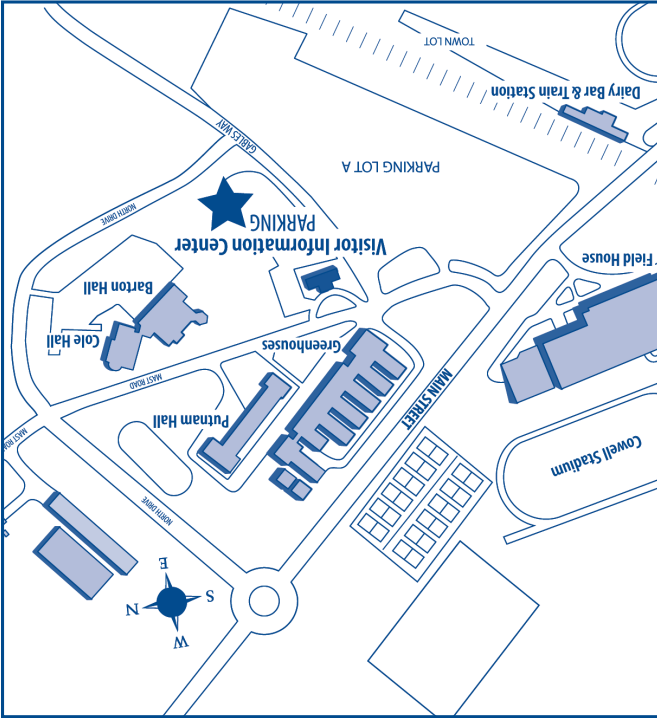 W
S
N
E
NORTH DRIVE
Cowell Stadium
MAST ROA
Putnam Hall
MAIN STREET
MAST ROAD
Greenhouses
Cole Hall
Barton Hall
Field House
Visitor Information Center
PARKING
NORTH DRIVE
PARKING LOT A
GABLES WAY
Dairy Bar & Train Station
TOWN LOT